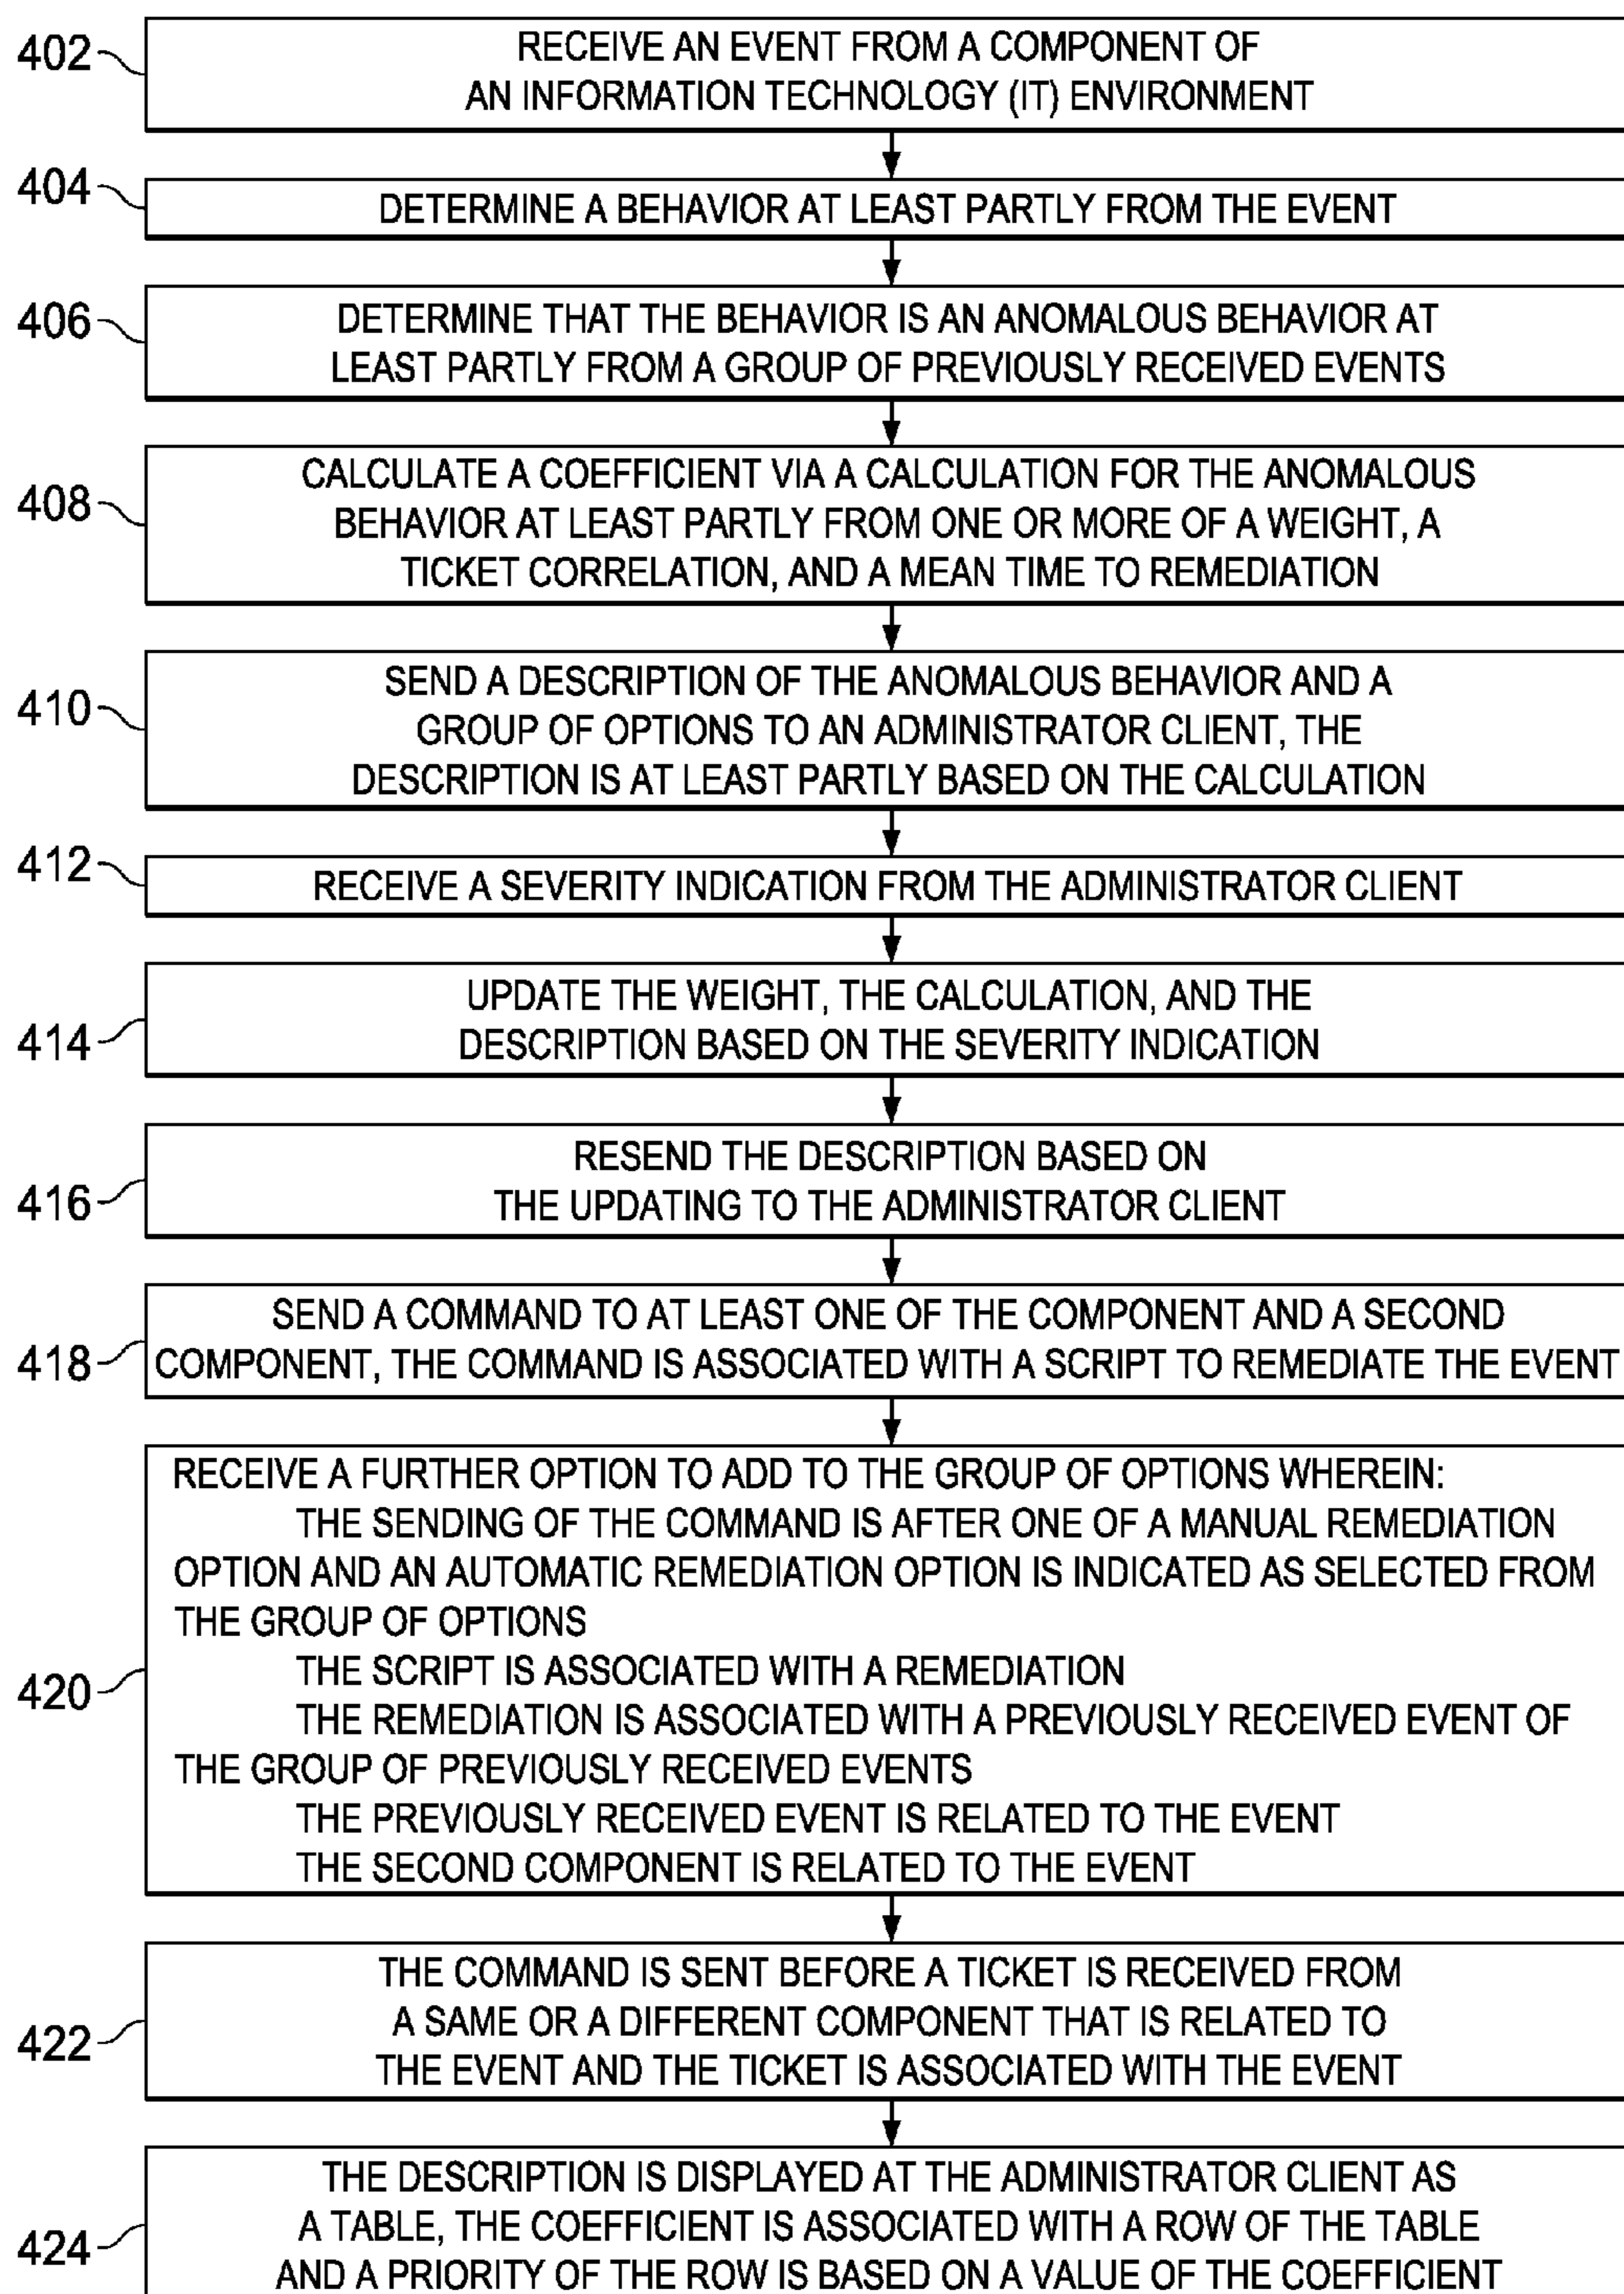 402
RECEIVE AN EVENT FROM A COMPONENT OF
AN INFORMATION TECHNOLOGY (IT) ENVIRONMENT
404
DETERMINE A BEHAVIOR AT LEAST PARTLY FROM THE EVENT
406
DETERMINE THAT THE BEHAVIOR IS AN ANOMALOUS BEHAVIOR AT
LEAST PARTLY FROM A GROUP OF PREVIOUSLY RECEIVED EVENTS
408
CALCULATE A COEFFICIENT VIA A CALCULATION FOR THE ANOMALOUS
BEHAVIOR AT LEAST PARTLY FROM ONE OR MORE OF A WEIGHT, A
TICKET CORRELATION, AND A MEAN TIME TO REMEDIATION
410
SEND A DESCRIPTION OF THE ANOMALOUS BEHAVIOR AND A
GROUP OF OPTIONS TO AN ADMINISTRATOR CLIENT, THE
DESCRIPTION IS AT LEAST PARTLY BASED ON THE CALCULATION
412
RECEIVE A SEVERITY INDICATION FROM THE ADMINISTRATOR CLIENT
414
UPDATE THE WEIGHT, THE CALCULATION, AND THE
DESCRIPTION BASED ON THE SEVERITY INDICATION
416
RESEND THE DESCRIPTION BASED ON
THE UPDATING TO THE ADMINISTRATOR CLIENT
418
SEND A COMMAND TO AT LEAST ONE OF THE COMPONENT AND A SECOND
COMPONENT, THE COMMAND IS ASSOCIATED WITH A SCRIPT TO REMEDIATE THE EVENT
420
RECEIVE A FURTHER OPTION TO ADD TO THE GROUP OF OPTIONS WHEREIN:
THE SENDING OF THE COMMAND IS AFTER ONE OF A MANUAL REMEDIATION
OPTION AND AN AUTOMATIC REMEDIATION OPTION IS INDICATED AS SELECTED FROM
THE GROUP OF OPTIONS
THE SCRIPT IS ASSOCIATED WITH A REMEDIATION
THE REMEDIATION IS ASSOCIATED WITH A PREVIOUSLY RECEIVED EVENT OF
THE GROUP OF PREVIOUSLY RECEIVED EVENTS
THE PREVIOUSLY RECEIVED EVENT IS RELATED TO THE EVENT
THE SECOND COMPONENT IS RELATED TO THE EVENT
422
THE COMMAND IS SENT BEFORE A TICKET IS RECEIVED FROM
A SAME OR A DIFFERENT COMPONENT THAT IS RELATED TO
THE EVENT AND THE TICKET IS ASSOCIATED WITH THE EVENT
424
THE DESCRIPTION IS DISPLAYED AT THE ADMINISTRATOR CLIENT AS
A TABLE, THE COEFFICIENT IS ASSOCIATED WITH A ROW OF THE TABLE
AND A PRIORITY OF THE ROW IS BASED ON A VALUE OF THE COEFFICIENT